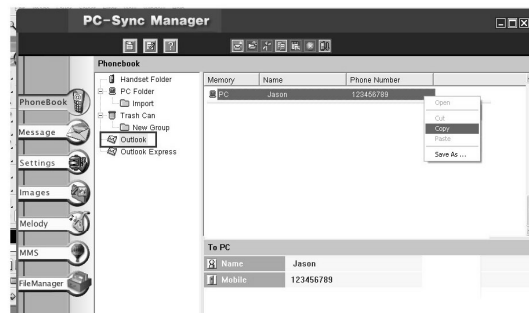 PC-Sync Manager
Phonebook
Handset Folder
PC Folder
Import
Trash Can
New Group
Outlook
Outlook Express
PhoneBook
Message
Settings
Images
Melody
MMS
FileManager
Memory Name Phone Number
PC Jason 123456789
Open
Cut
Copy
Paste
Save As ...
To PC
Name Jason
Mobile 123456789